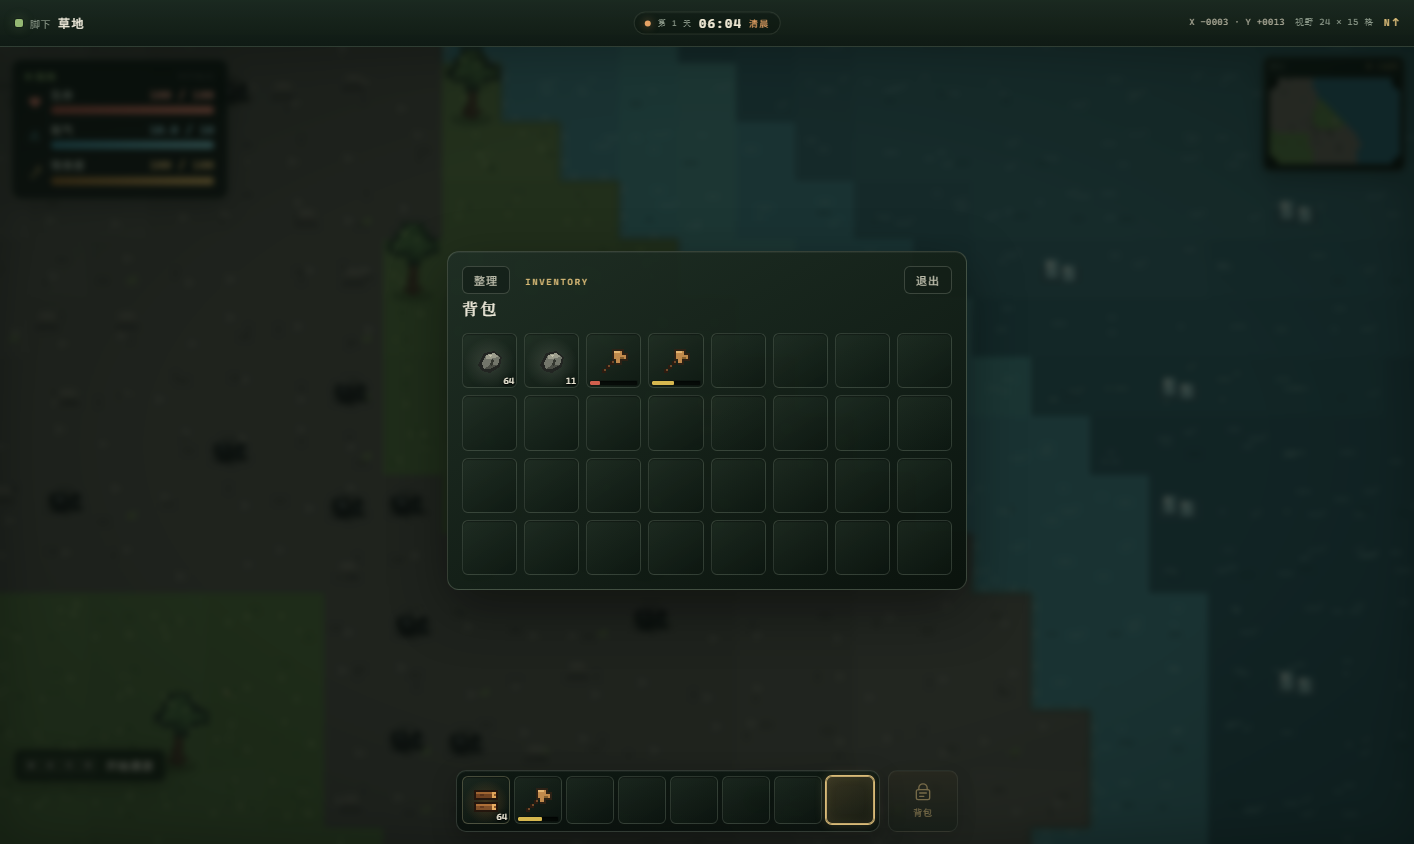 脚下 草地
第 1 天 06:04 清晨
X -0003 · Y +0013 视野 24 × 15 格 N↑
整理 INVENTORY 退出
背包
64 11
64
背包